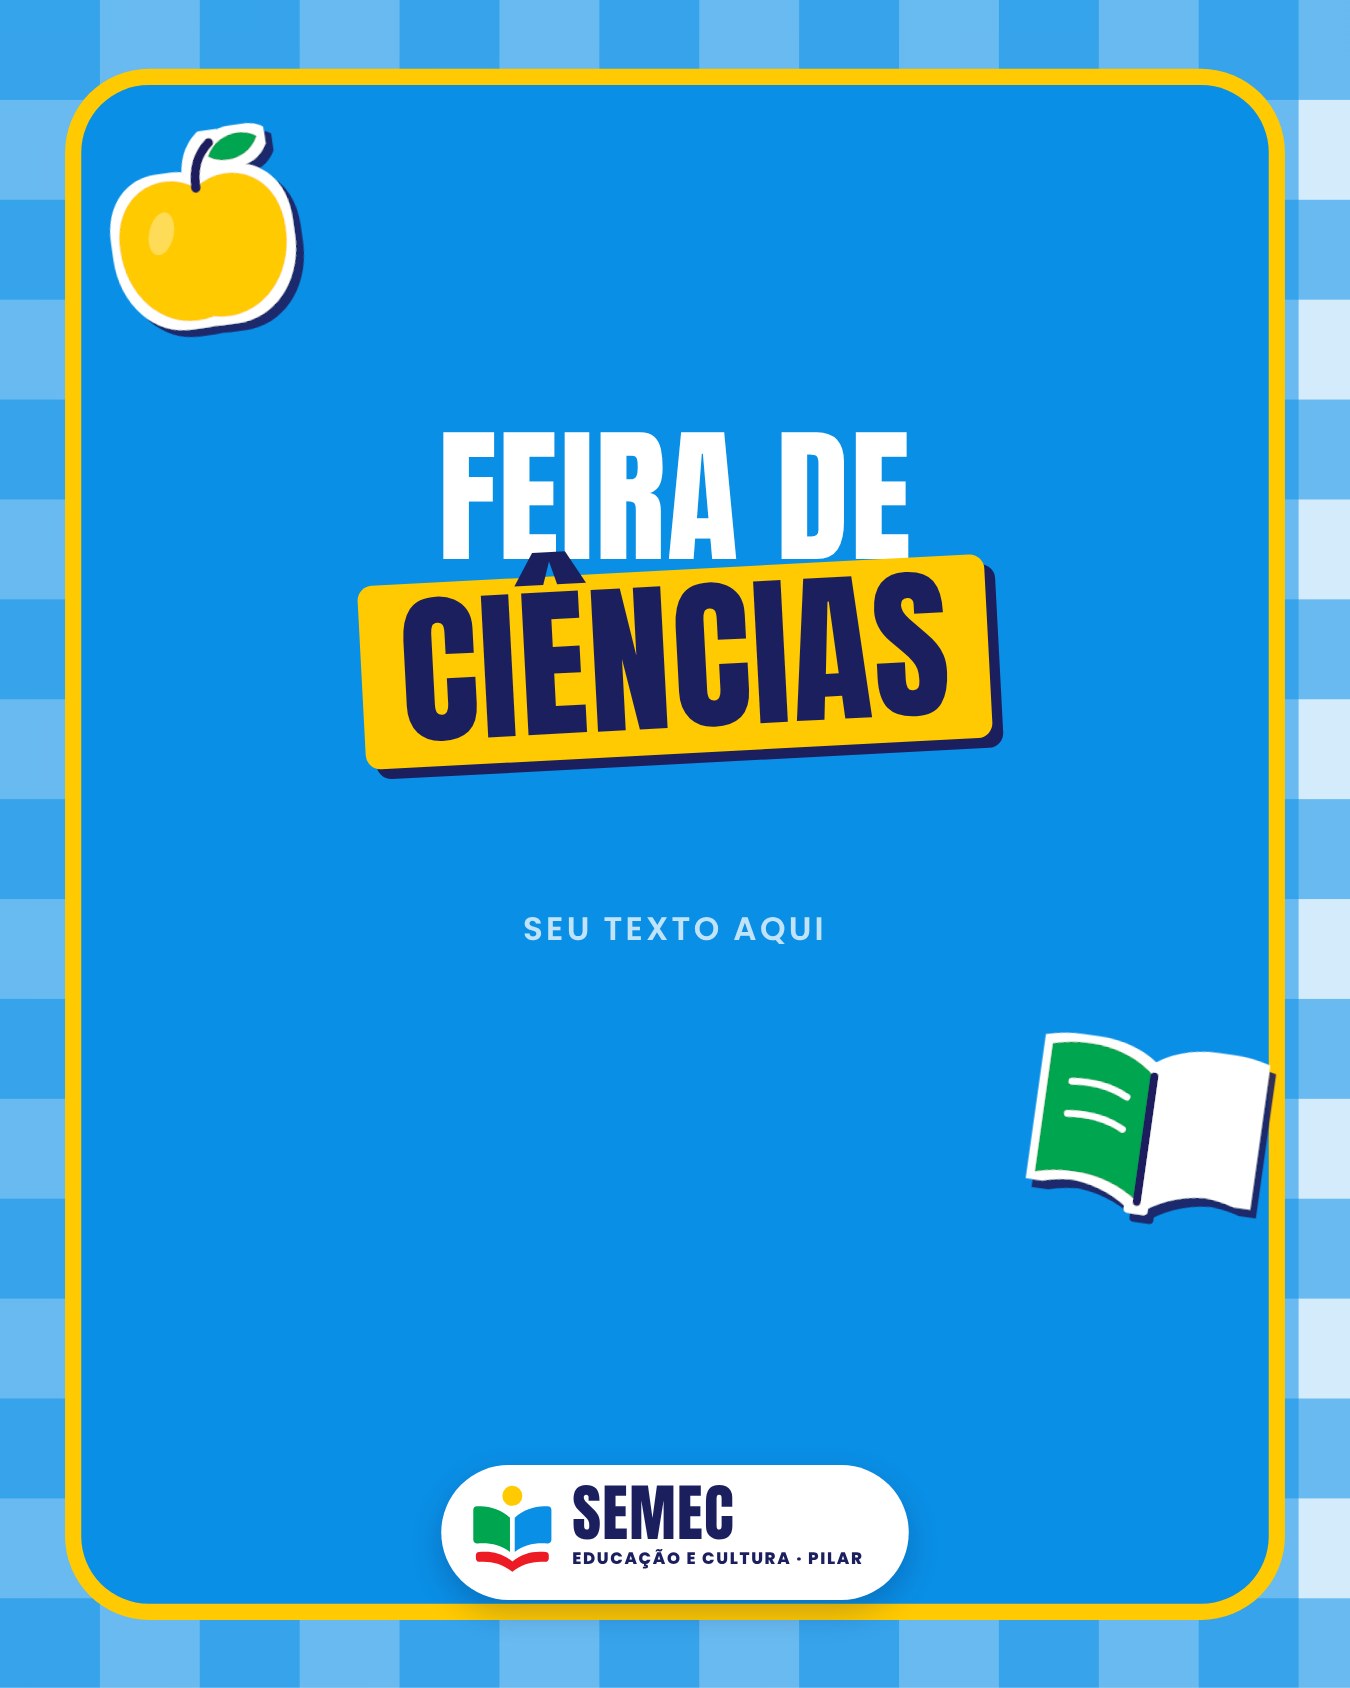 FEIRA DE
CIÊNCIAS
SEU TEXTO AQUI
SEMEC
EDUCAÇÃO E CULTURA · PILAR